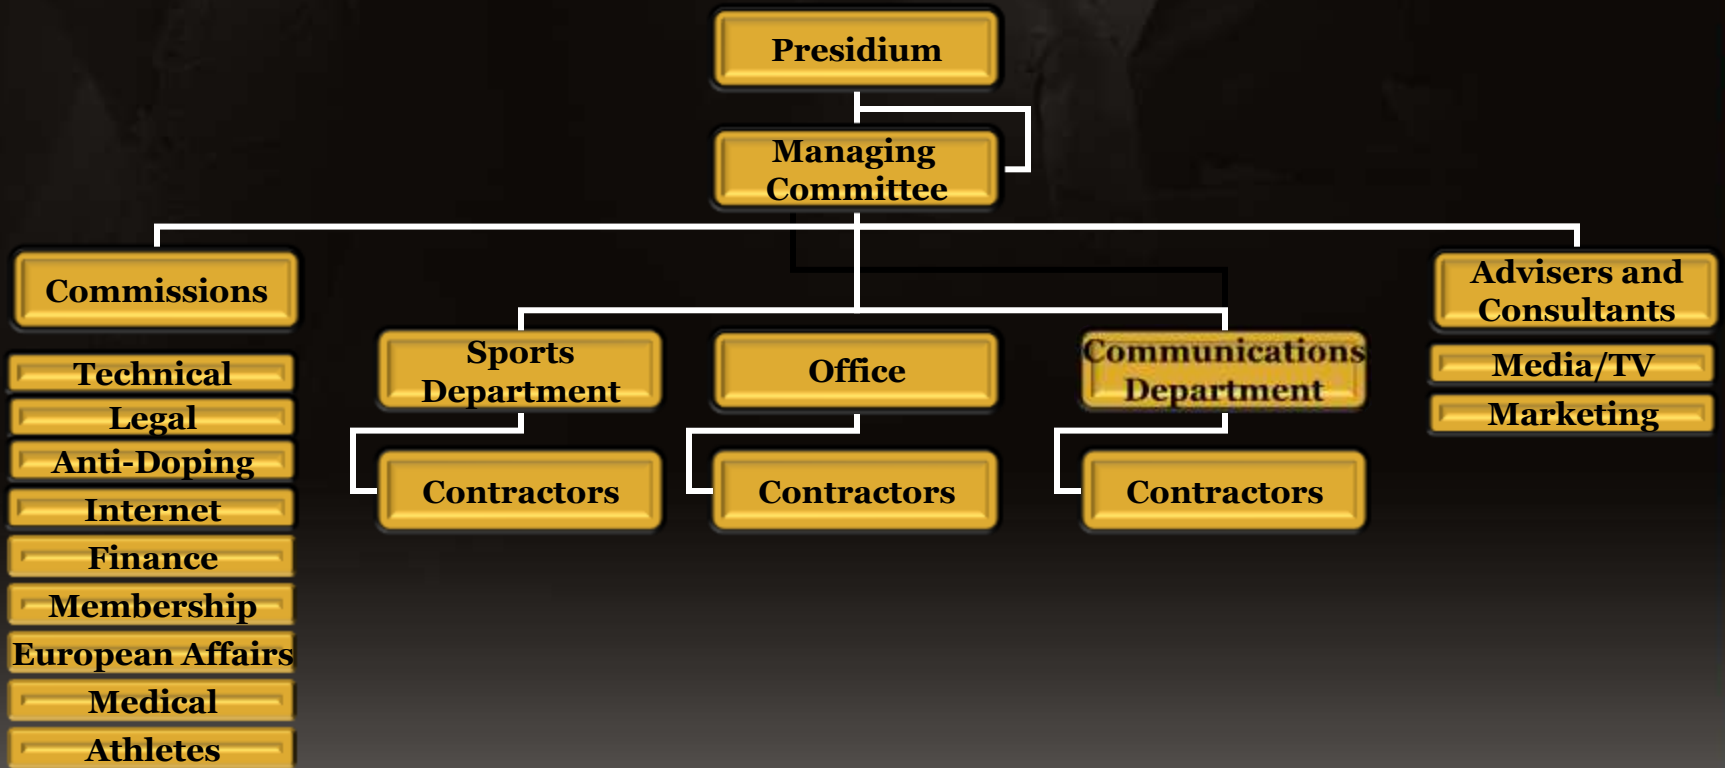 Presidium
Managing
Committee
Commissions
Technical
Legal
Anti-Doping
Internet
Finance
Membership
European Affairs
Medical
Athletes
Sports
Department
Contractors
Office
Contractors
Communications
Department
Contractors
Advisers and
Consultants
Media/TV
Marketing